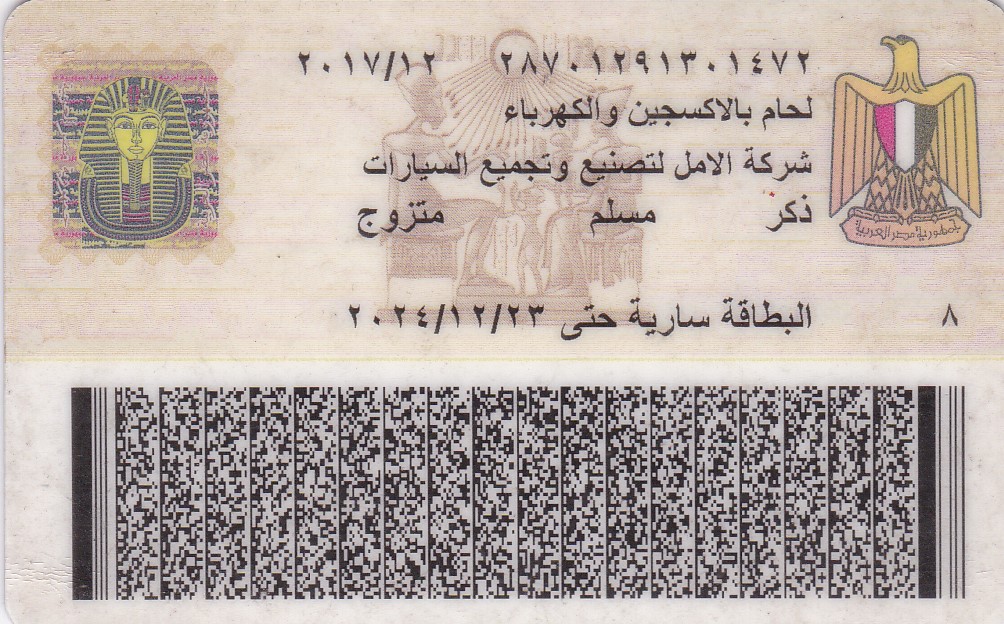 ٢٨٧٠١٢٩١٣٠١٤٧٢ ٢٠١٧/١٢
لحام بالاكسجين والكهرباء
شركة الامل لتصنيع وتجميع السيارات
ذكر مسلم متزوج
جمهورية مصر العربية
البطاقة سارية حتى ٢٠٢٤/١٢/٢٣
٨